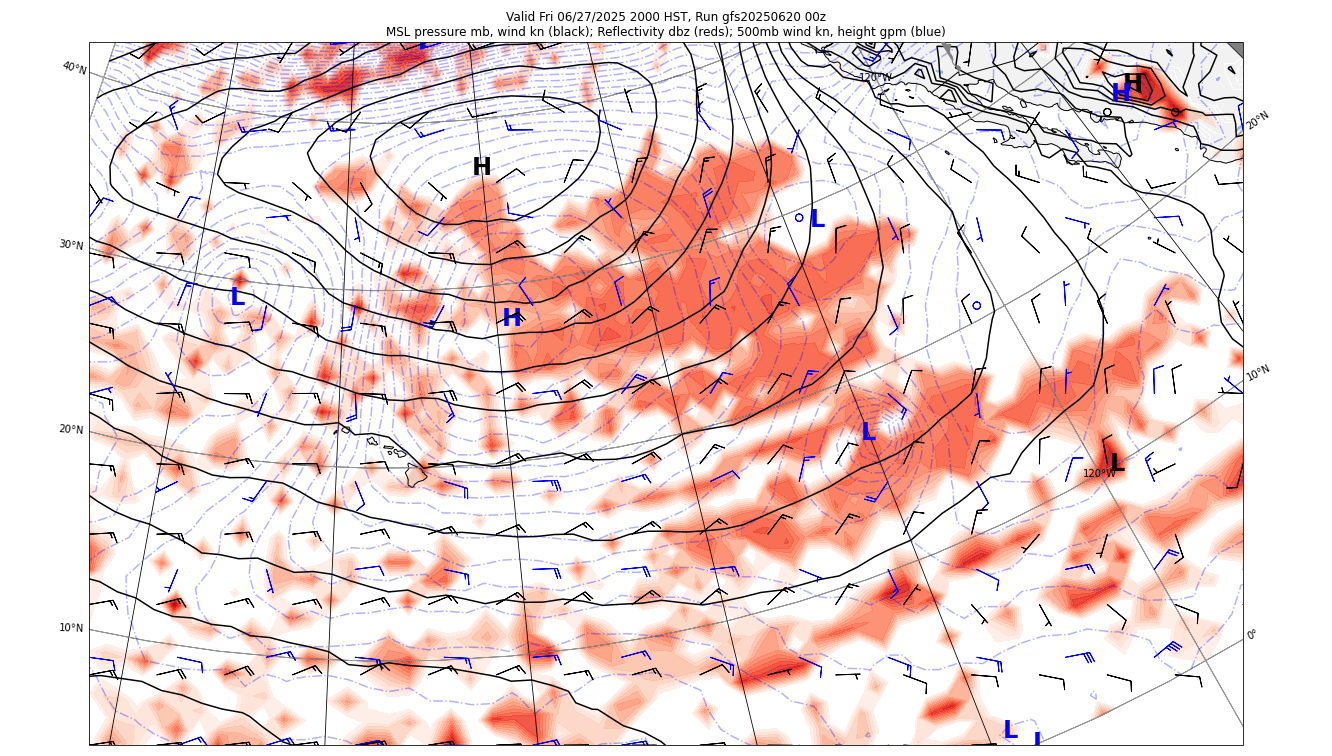 Valid Fri 06/27/2025 2000 HST, Run gfs20250620 00z
MSL pressure mb, wind kn (black); Reflectivity dbz (reds); 500mb wind kn, height gpm (blue)
40°N
120°W
H
H
20°N
H
L
30°N
L
H
10°N
20°N
L
L
120°W
10°N
0°
L